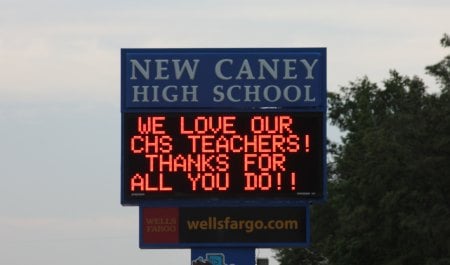 NEW CANEY
HIGH SCHOOL
WE LOVE OUR
CHS TEACHERS!
THANKS FOR
ALL YOU DO!!
WELLS
FARGO
wellsfargo.com